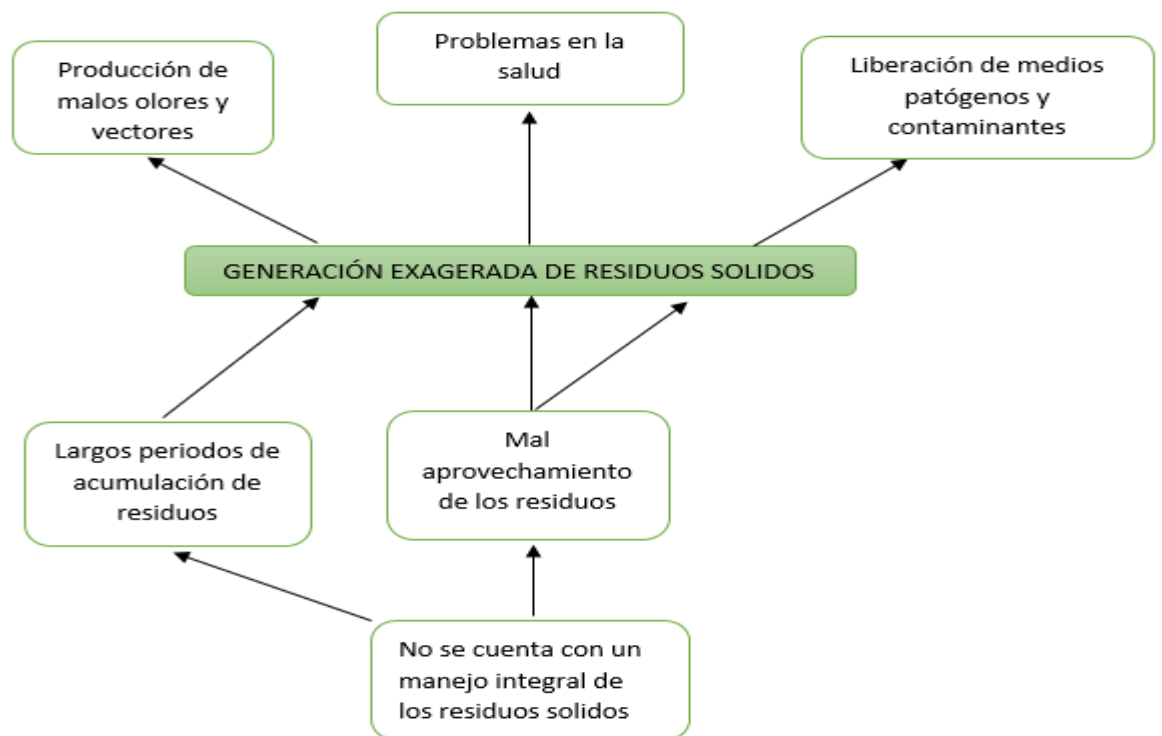 Producción de
malos olores y
vectores
Problemas en la
salud
Liberación de medios
patógenos y
contaminantes
GENERACIÓN EXAGERADA DE RESIDUOS SOLIDOS
Largos periodos de
acumulación de
residuos
Mal
aprovechamiento
de los residuos
No se cuenta con un
manejo integral de
los residuos solidos